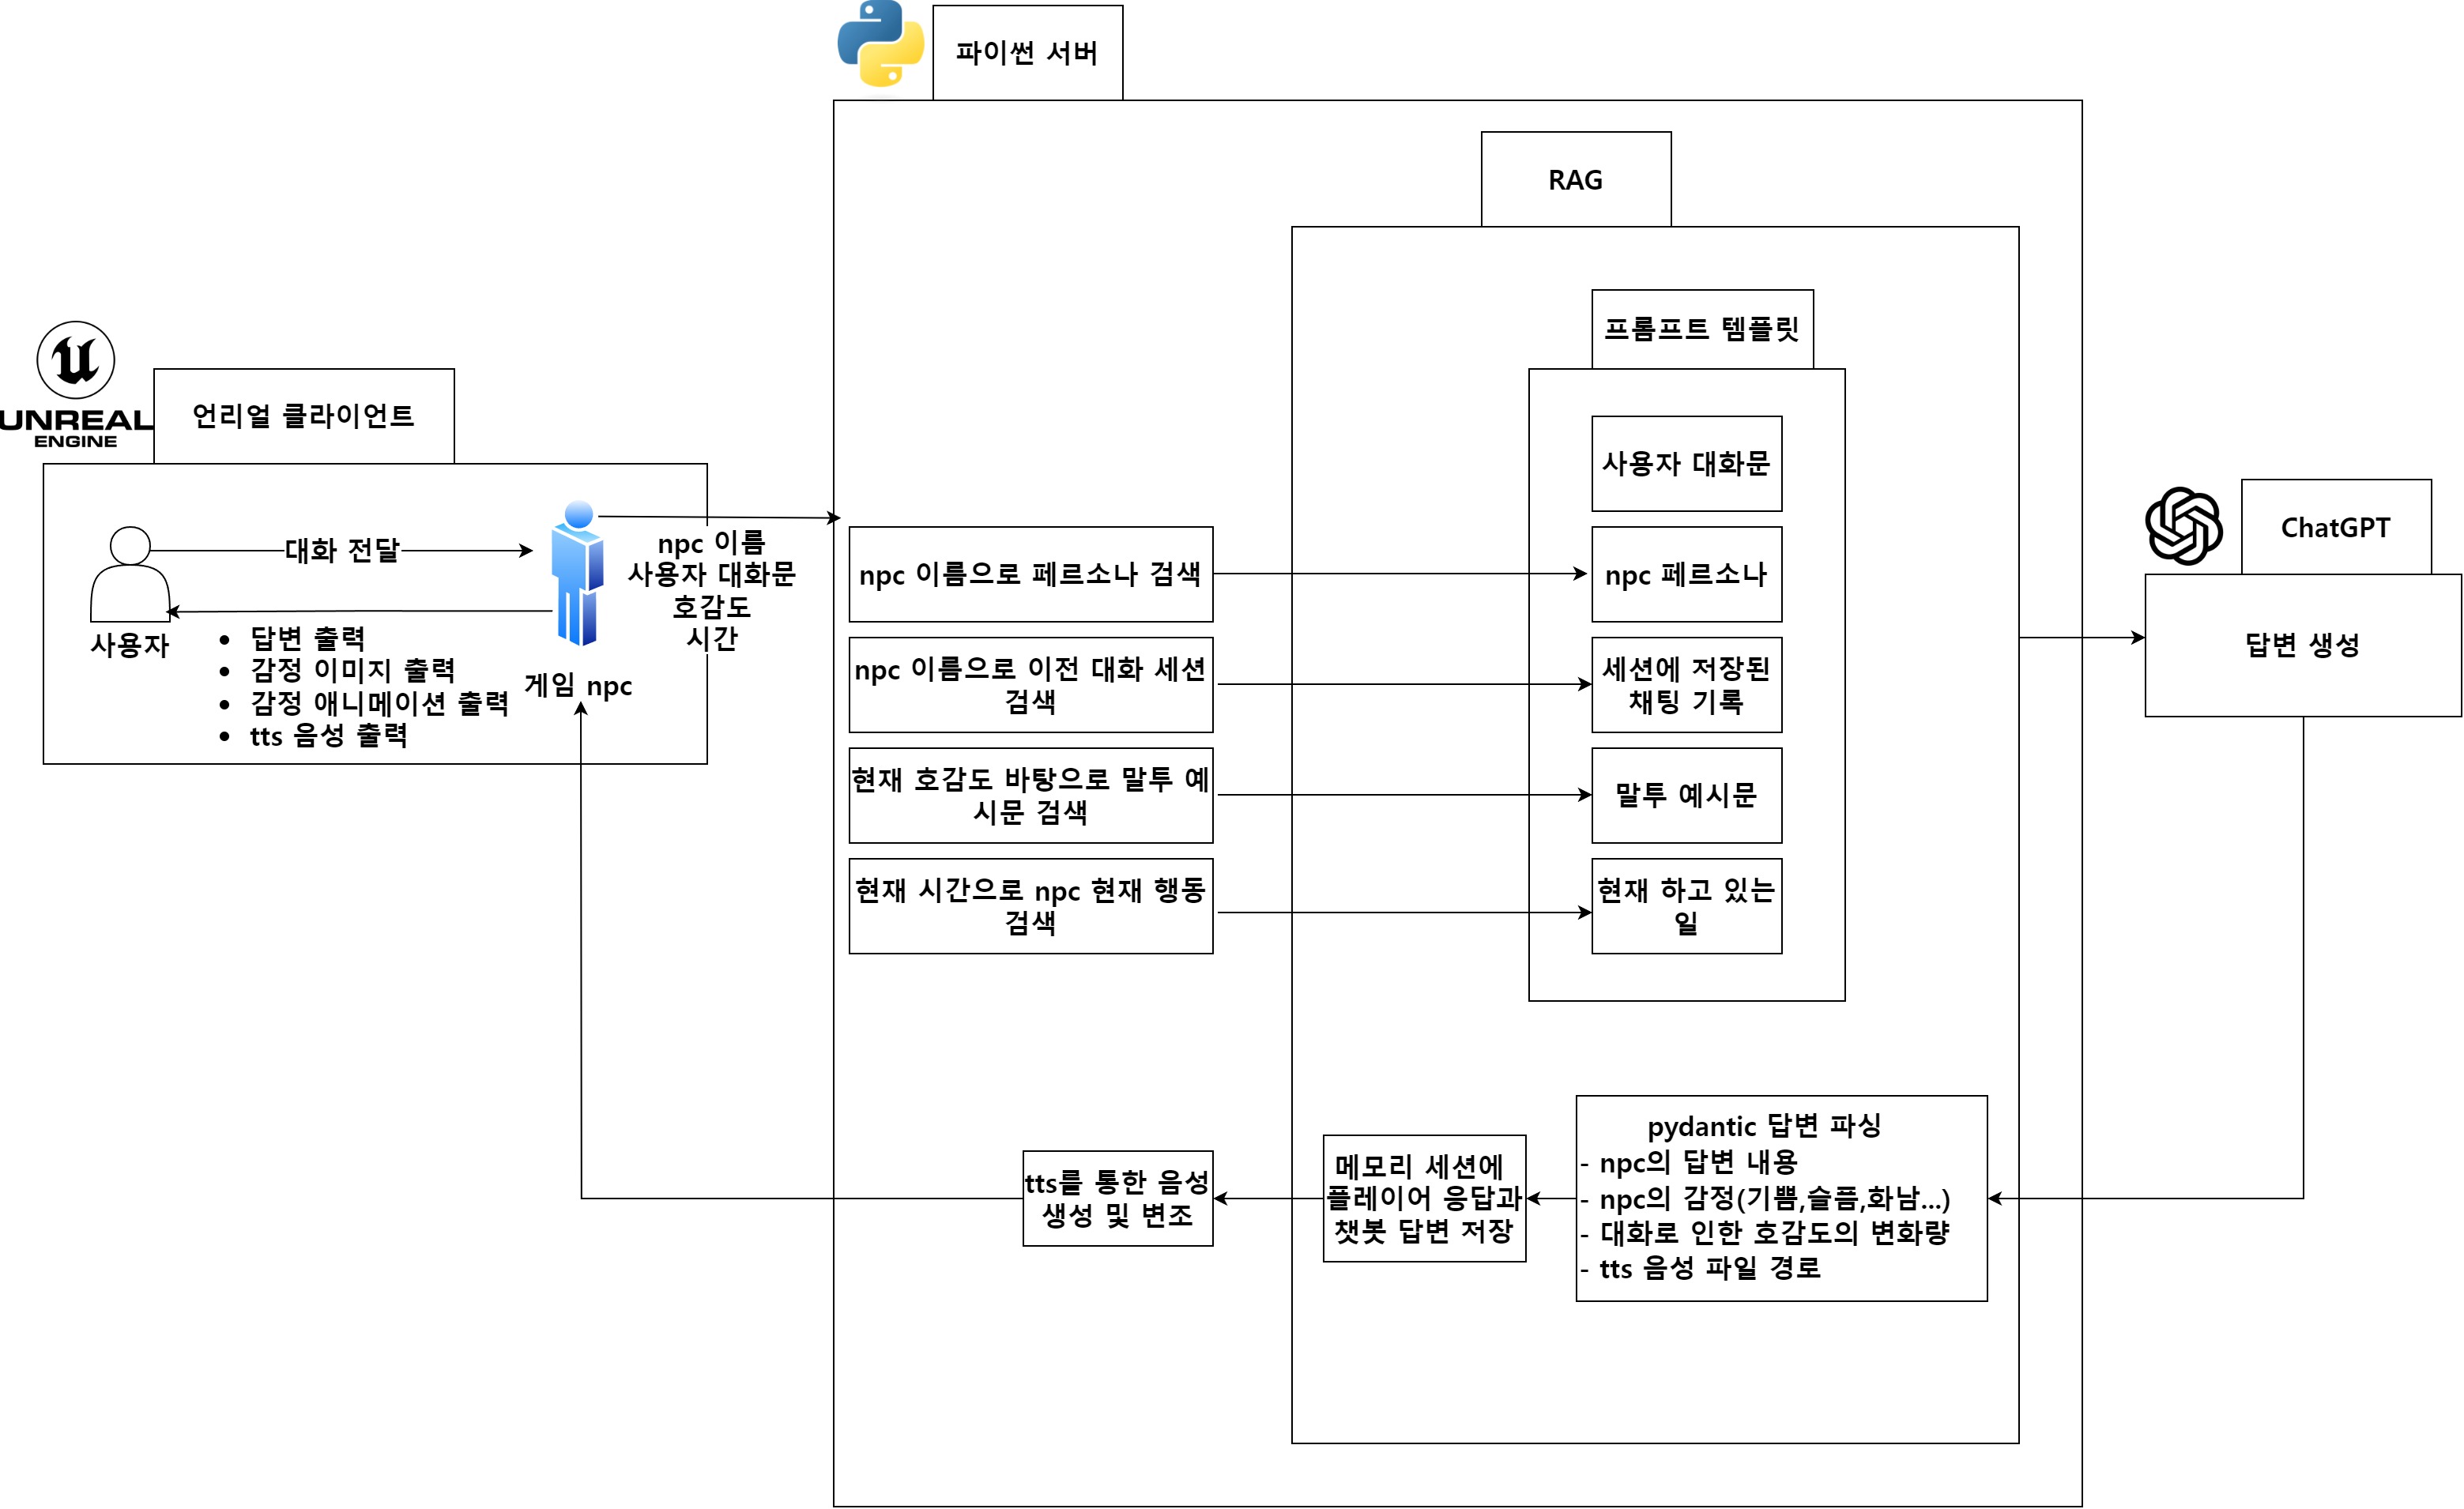 파이썬 서버
RAG
프롬프트 템플릿
UNREAL
ENGINE
언리얼 클라이언트
대화 전달
사용자
• 답변 출력
• 감정 이미지 출력
• 감정 애니메이션 출력
• tts 음성 출력
게임 npc
npc 이름
사용자 대화문
호감도
시간
npc 이름으로 페르소나 검색
npc 이름으로 이전 대화 세션
검색
현재 호감도 바탕으로 말투 예
시문 검색
현재 시간으로 npc 현재 행동
검색
사용자 대화문
npc 페르소나
세션에 저장된
채팅 기록
말투 예시문
현재 하고 있는
일
ChatGPT
답변 생성
pydantic 답변 파싱
- npc의 답변 내용
- npc의 감정(기쁨,슬픔,화남...)
- 대화로 인한 호감도의 변화량
- tts 음성 파일 경로
메모리 세션에
플레이어 응답과
챗봇 답변 저장
tts를 통한 음성
생성 및 변조